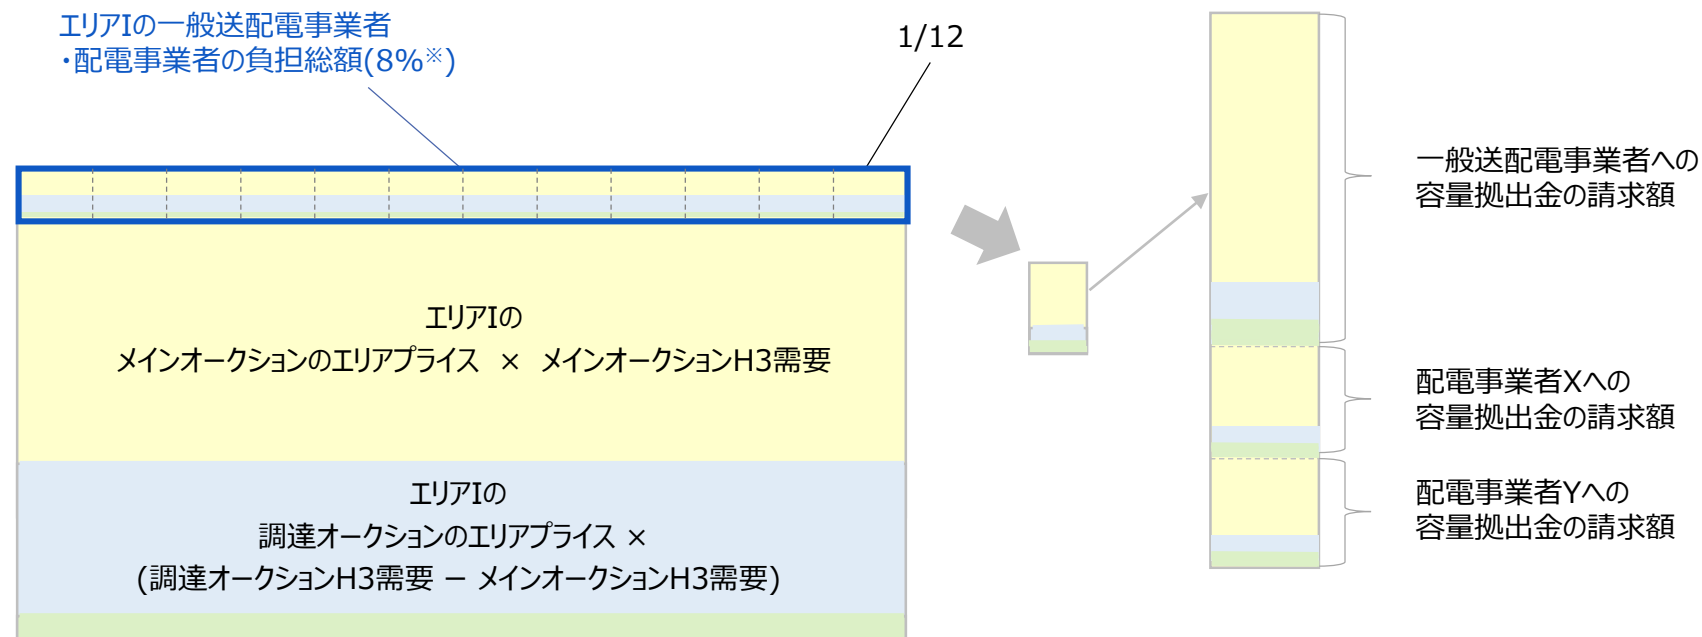 エリアIの一般送配電事業者
・配電事業者の負担総額(8%※)
1/12
エリアIの
メインオークションのエリアプライス × メインオークションH3需要
エリアIの
調達オークションのエリアプライス ×
(調達オークションH3需要 － メインオークションH3需要)
一般送配電事業者への
容量拠出金の請求額
配電事業者Xへの
容量拠出金の請求額
配電事業者Yへの
容量拠出金の請求額